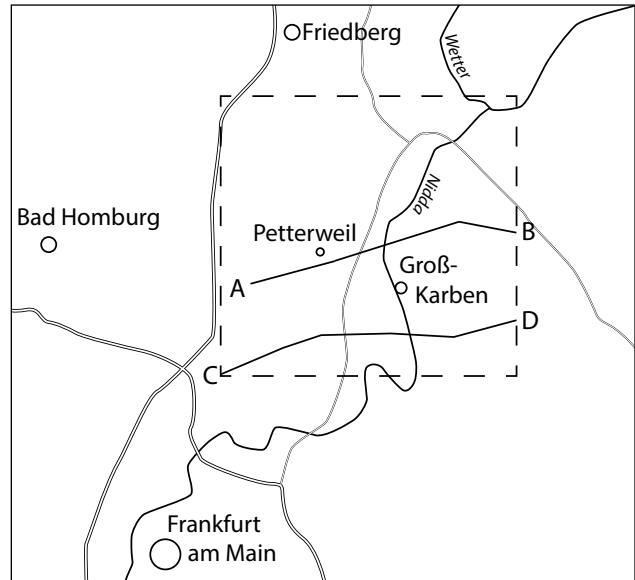 Friedberg
Wetter
Nidda
Bad Homburg
Petterweil
B
Groß-
Karben
A
D
C
Frankfurt
am Main